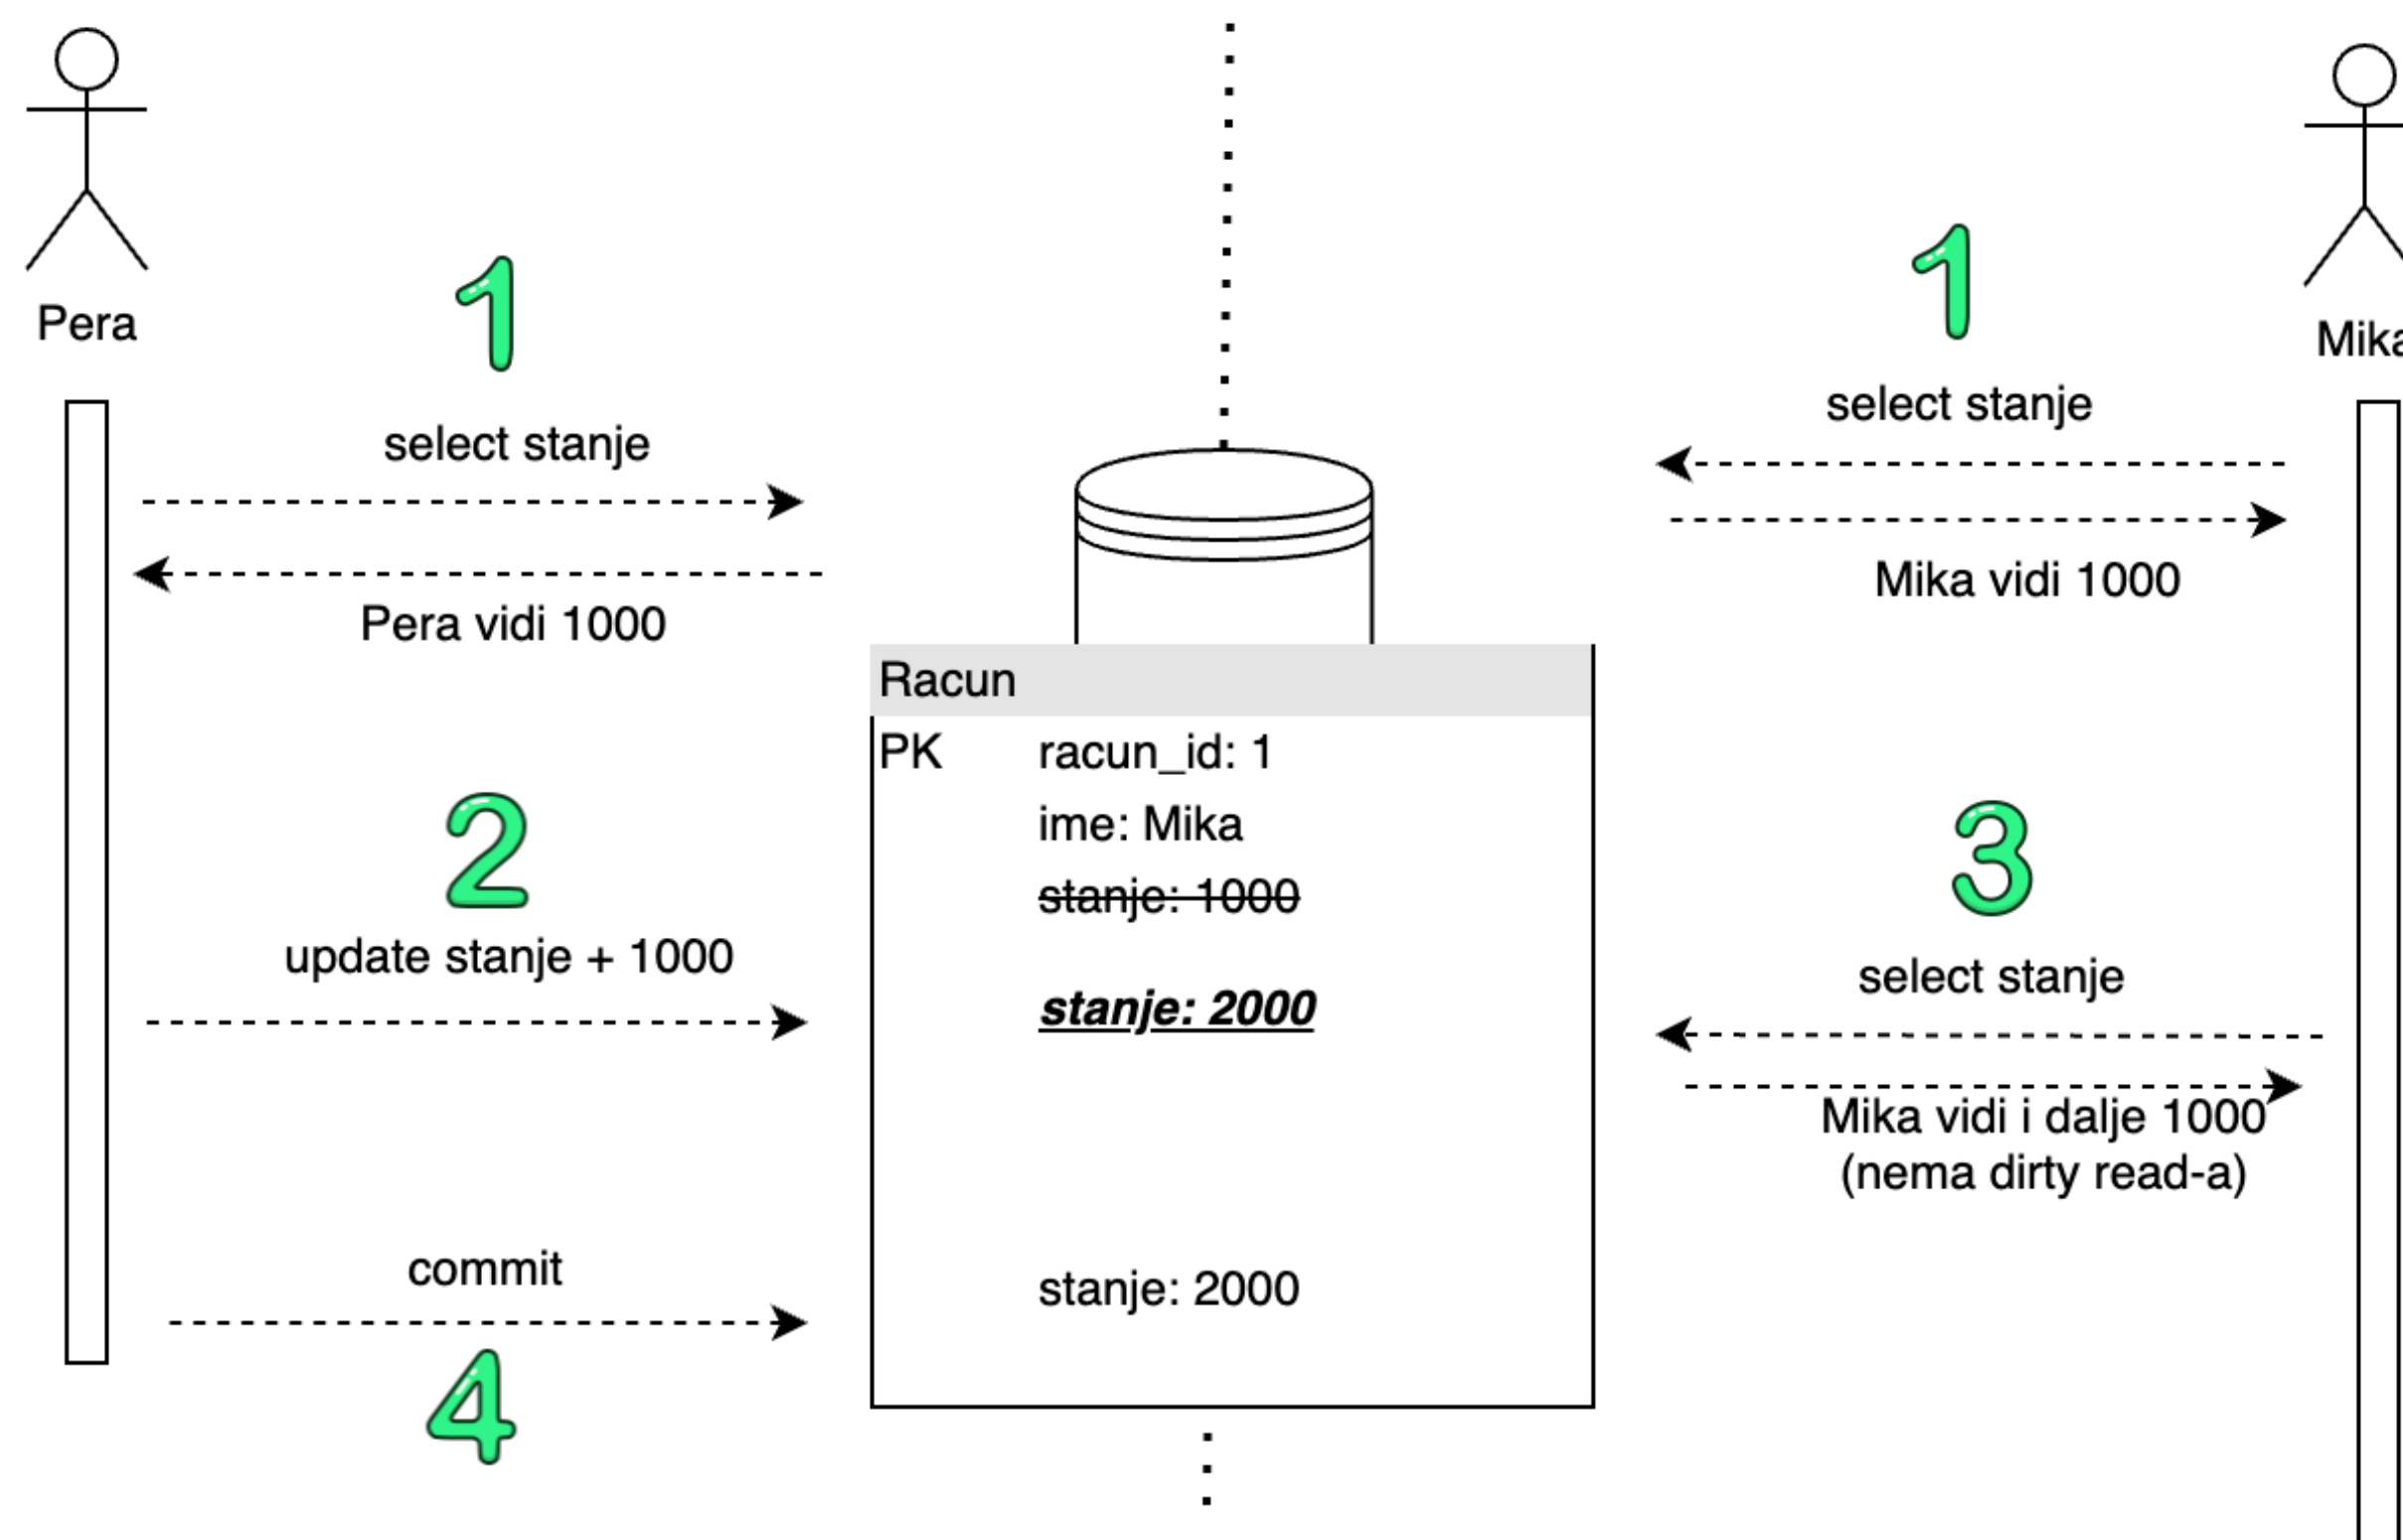 Pera
1
select stanje
Pera vidi 1000
2
update stanje + 1000
commit
4
Racun
PK racun_id: 1
ime: Mika
stanje: 1000
stanje: 2000
stanje: 2000
Mika
1
select stanje
Mika vidi 1000
3
select stanje
Mika vidi i dalje 1000
(nema dirty read-a)